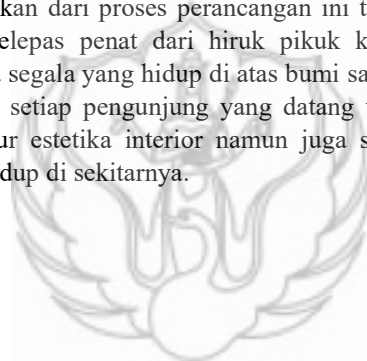 kan dari proses perancangan ini t
elepas penat dari hiruk pikuk k
segala yang hidup di atas bumi sa
setiap pengunjung yang datang
ur estetika interior namun juga s
dup di sekitarnya.